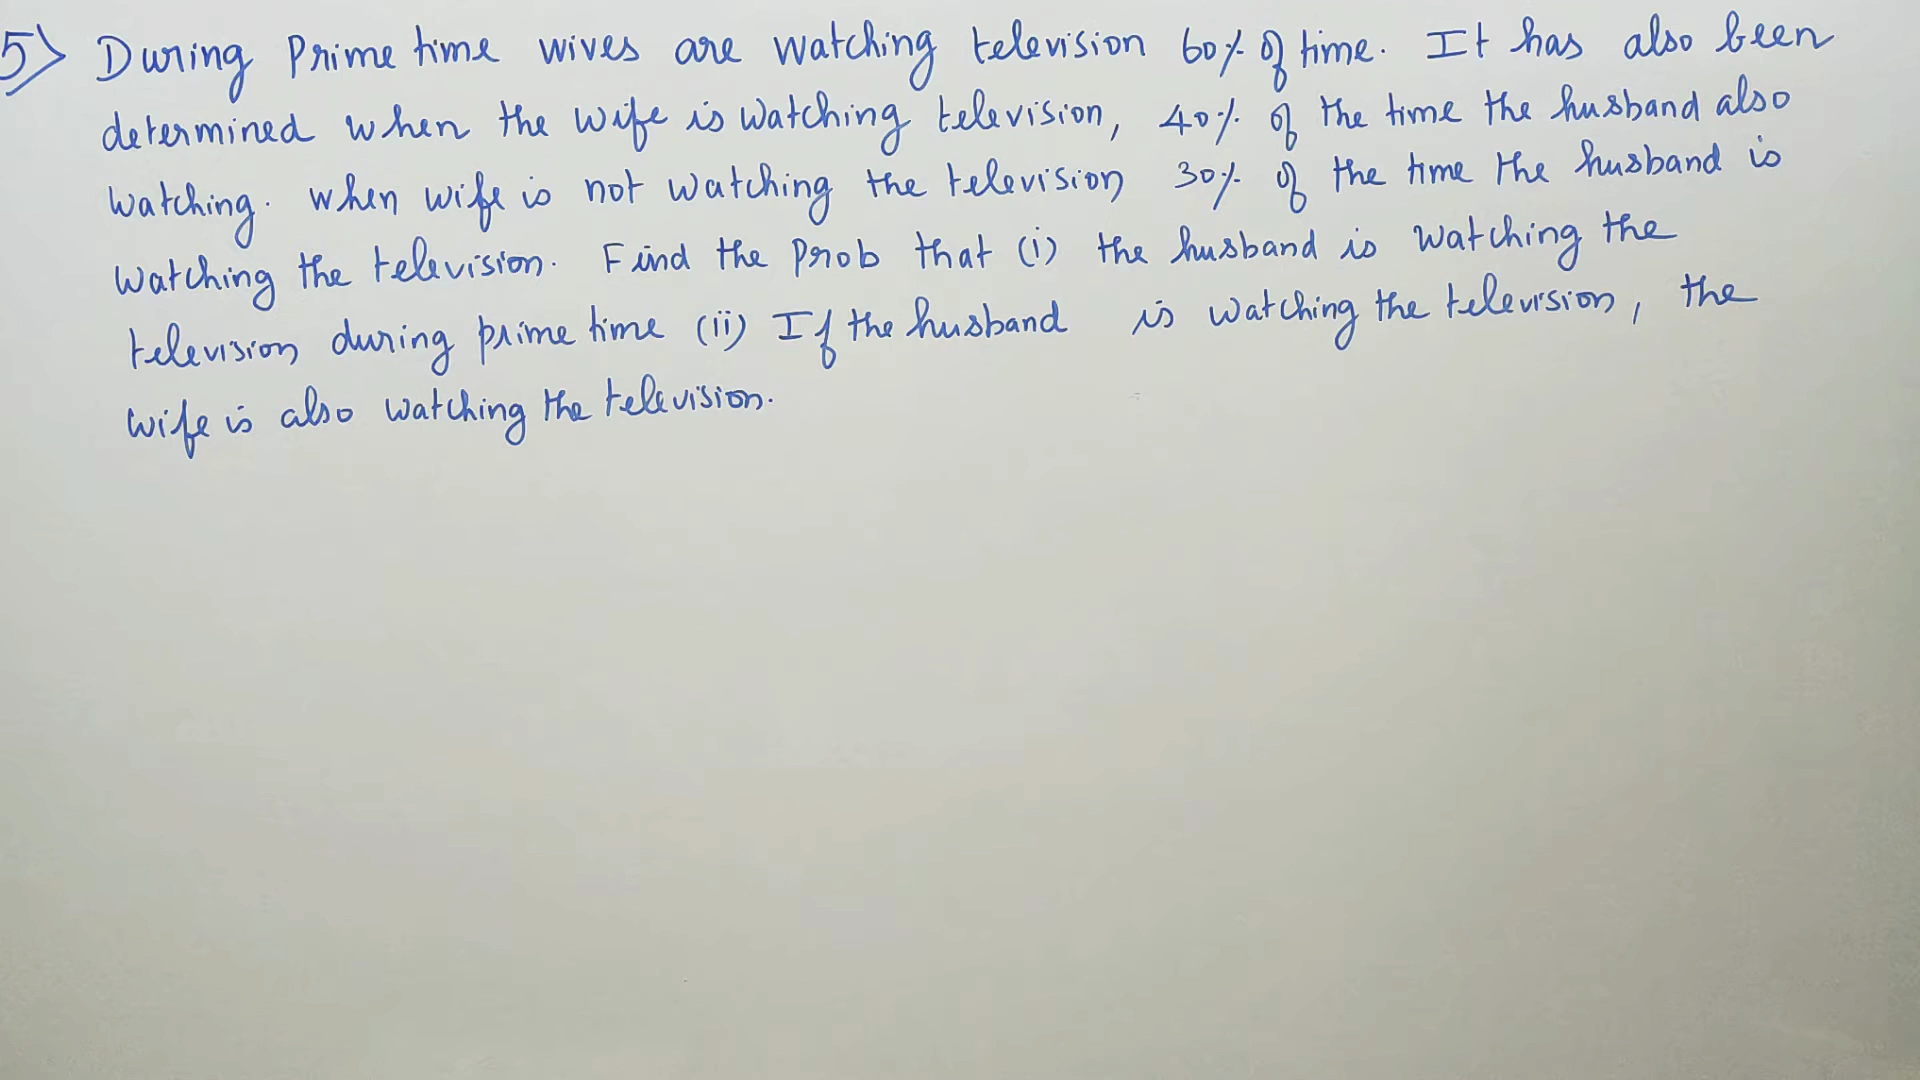 5) During Prime time wives are watching television 60% of time. It has also been
determined when the wife is watching television, 40% of the time the husband also
watching. when wife is not watching the television 30% of the time the husband is
watching the television. Find the prob that (i) the husband is watching the
television during prime time (ii) If the husband is watching the television, the
wife is also watching the television.